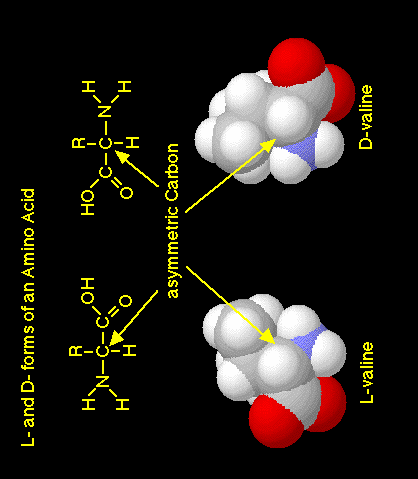 L- and D- forms of an Amino Acid
H R OH HO R H
N C C C C N
H H O O H H
asymmetric Carbon
L-valine
D-valine